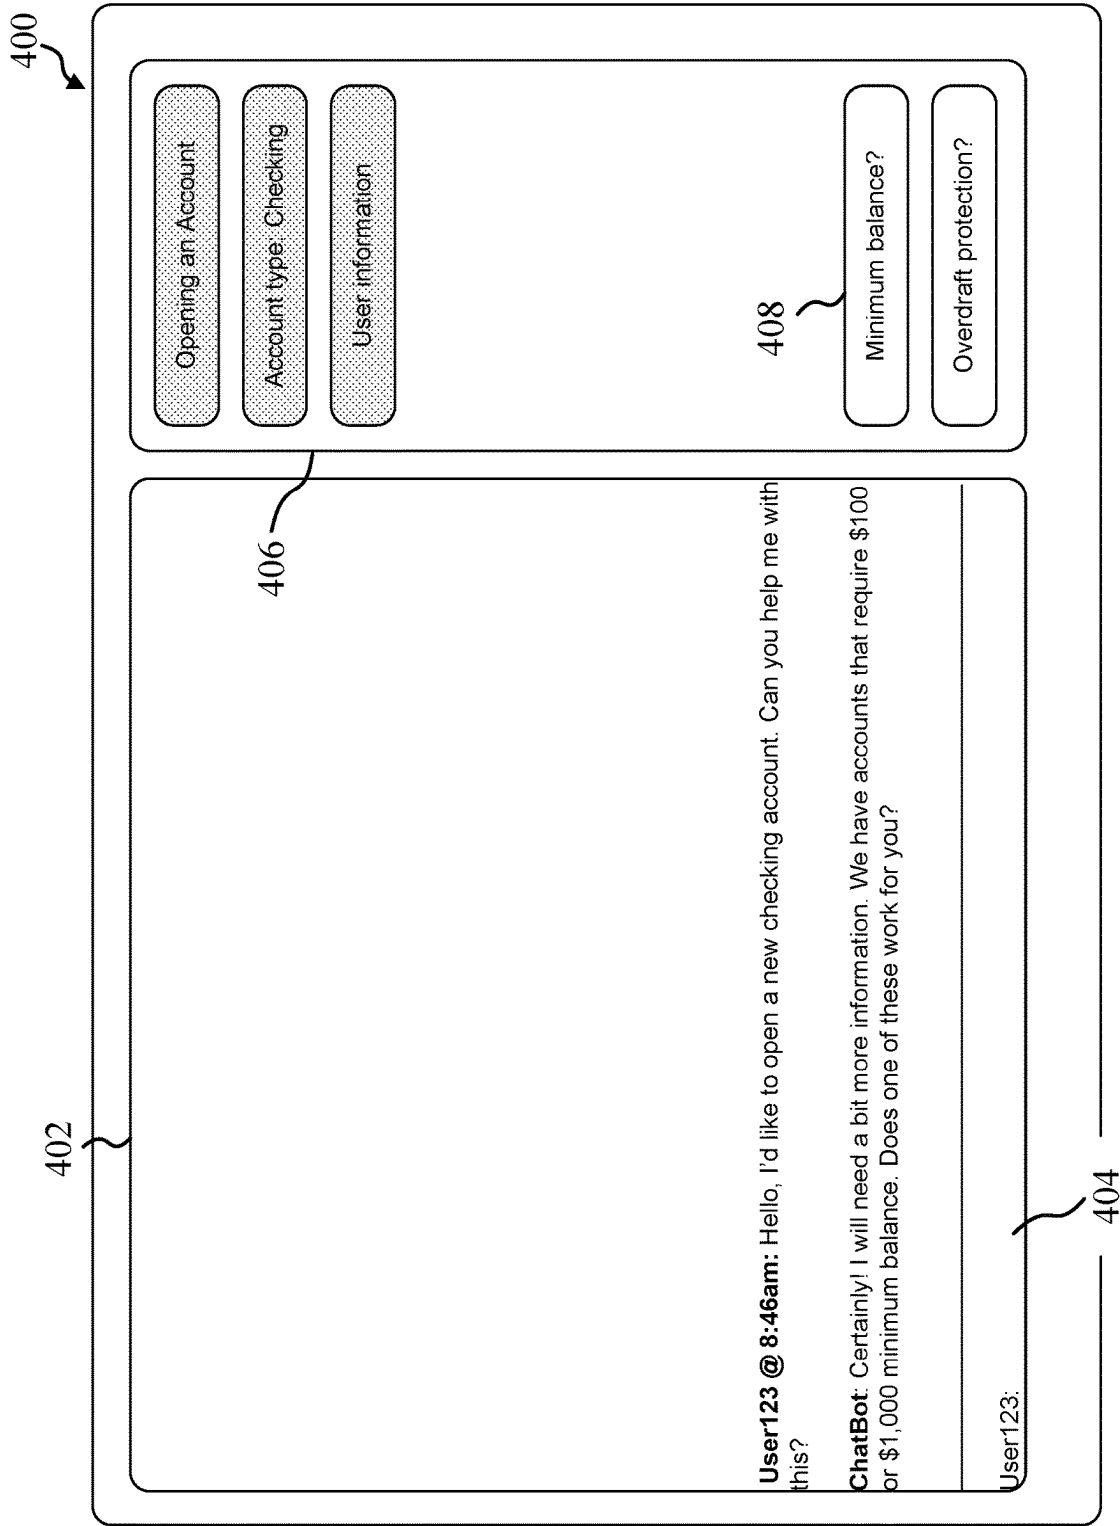 400
402
User123 @ 8:46am: Hello, I'd like to open a new checking account. Can you help me with
this?
ChatBot: Certainly! I will need a bit more information. We have accounts that require $100
or $1,000 minimum balance. Does one of these work for you?
User123:
404
406
Opening an Account
Account type: Checking
User information
408
Minimum balance?
Overdraft protection?